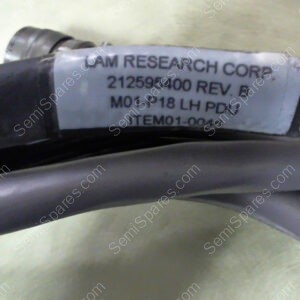 LAM RESEARCH CORP.
212595400 REV. B
M01-P18 LH PDU
SemiSpares.com
SemiSpares.com
SemiSpares.com
SemiSpares.com